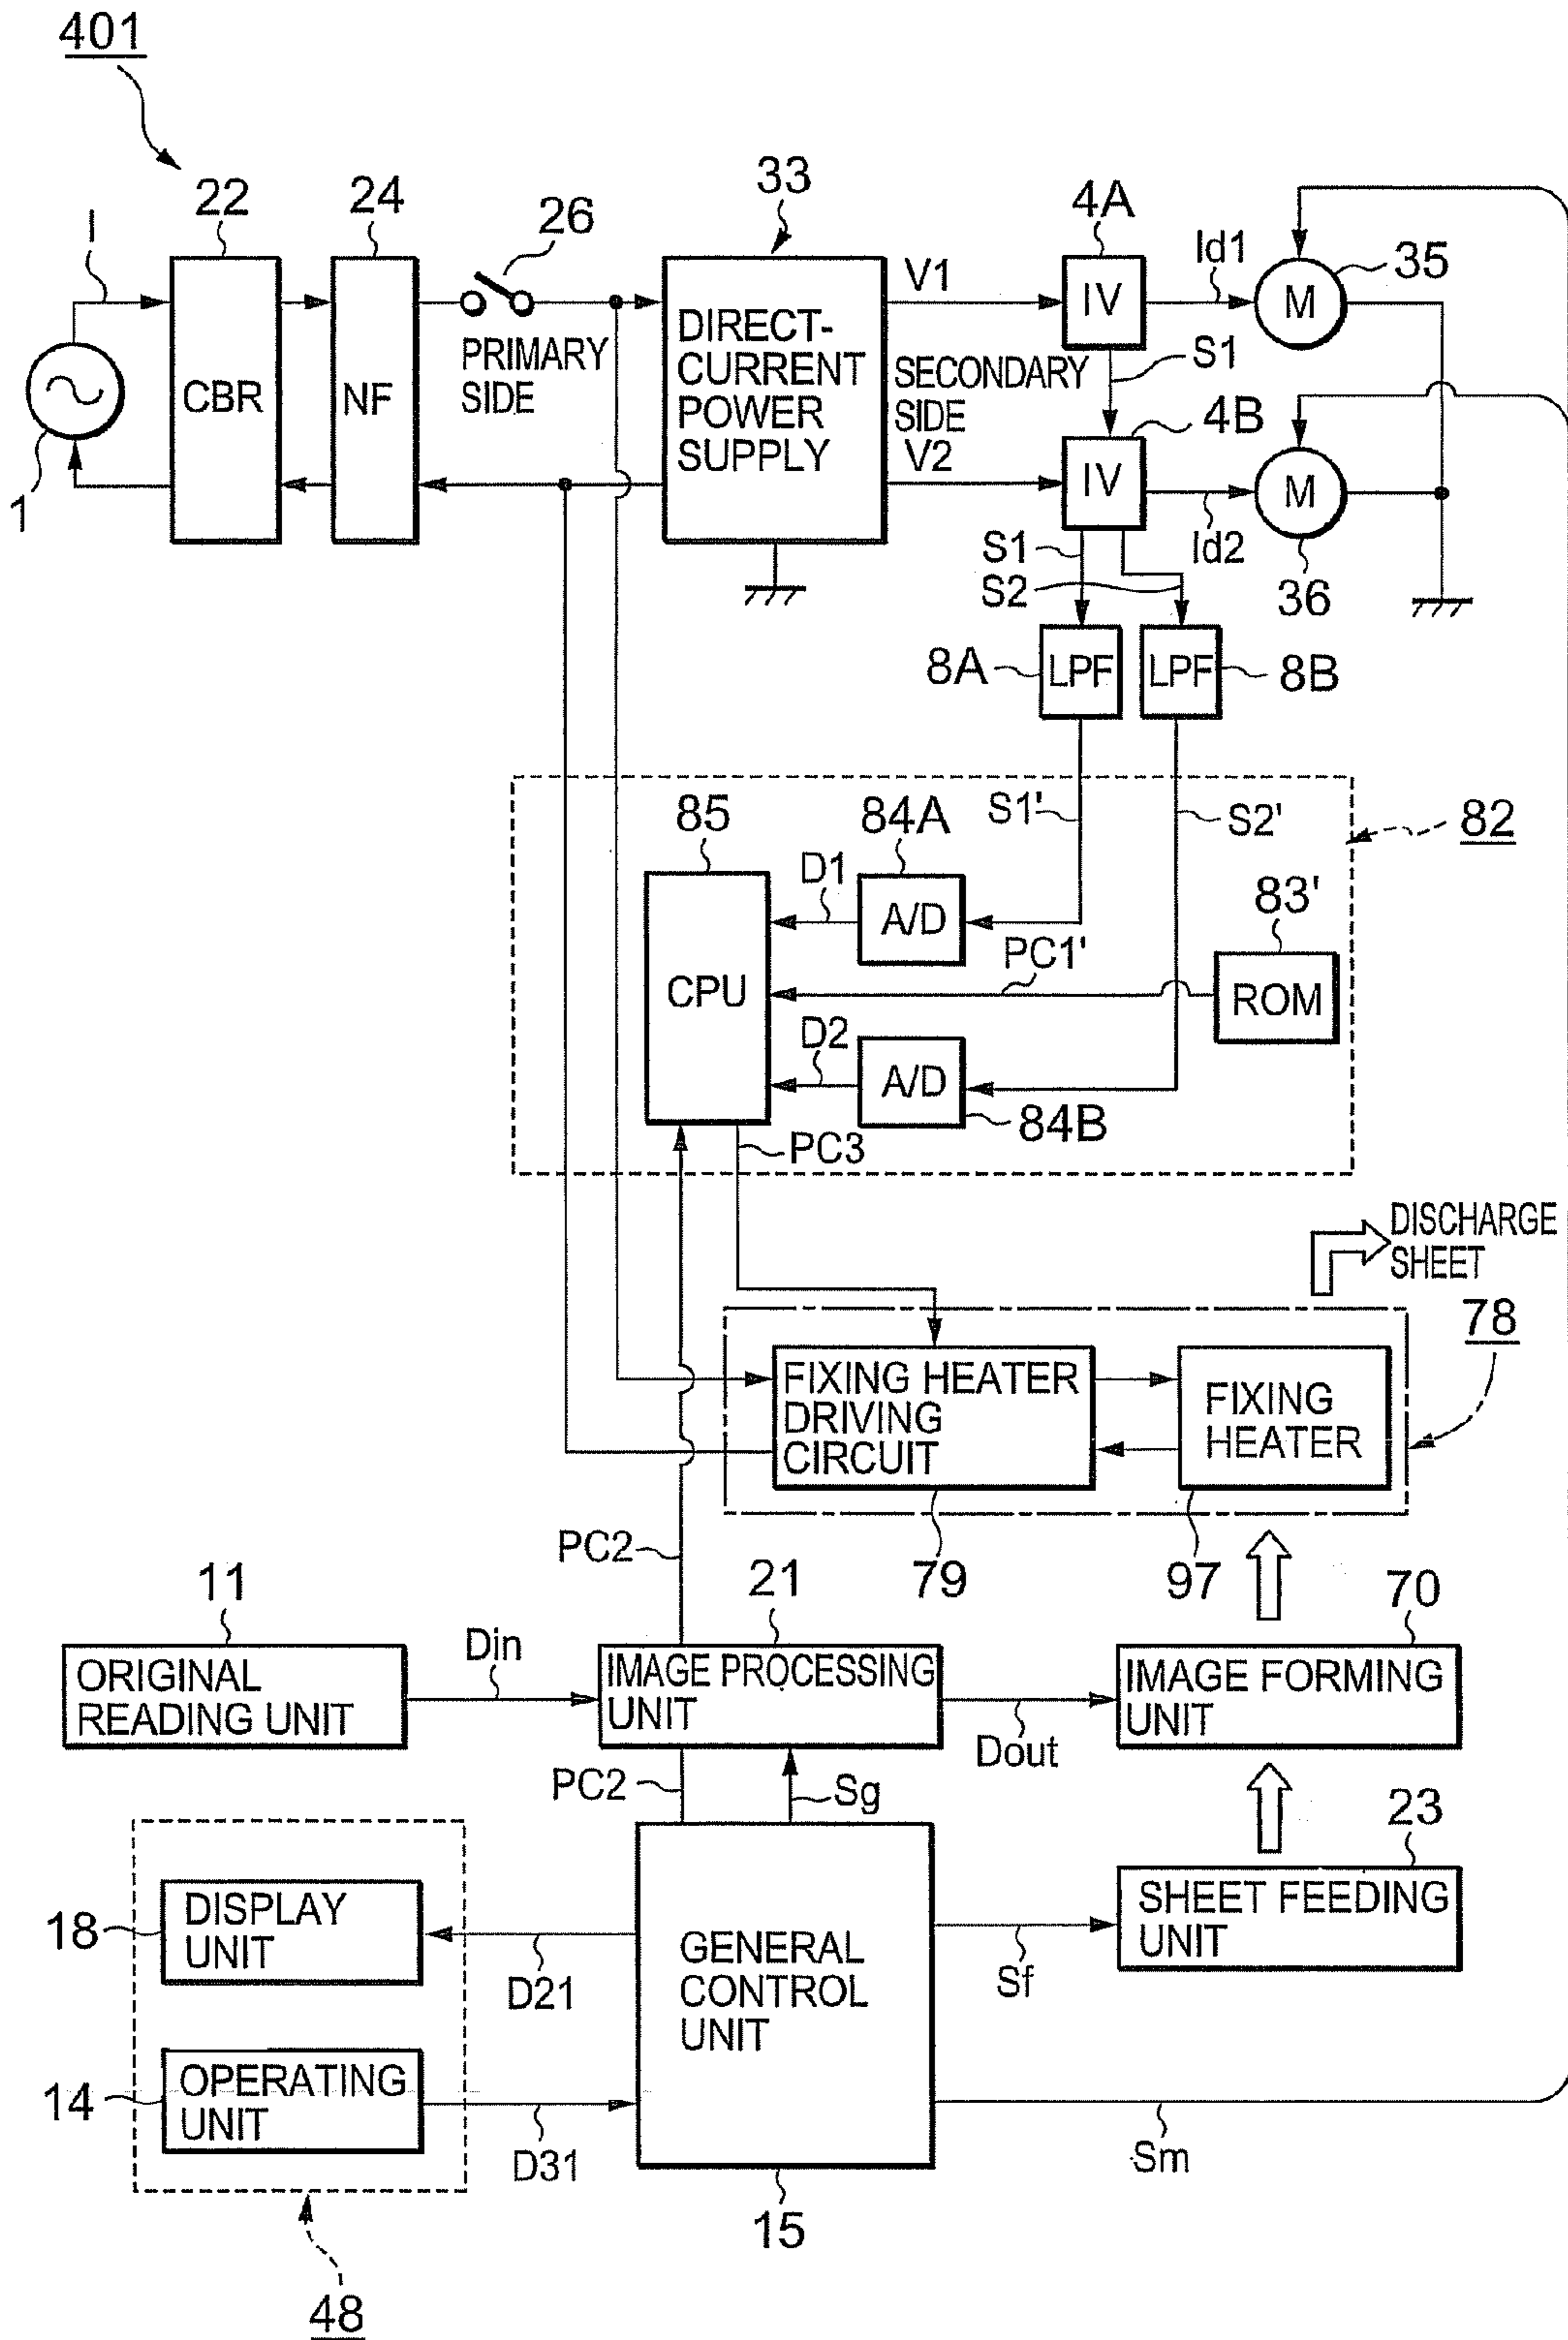 401
22
24
26
33
4A
Id1
35
I
V1
IV
M
DIRECT-
CURRENT
POWER
SUPPLY
PRIMARY
SIDE
S1
SECONDARY
SIDE
CBR
NF
4B
V2
IV
M
1
S1
Id2
S2
36
8A
LPF
LPF
8B
85
84A
S1'
S2'
82
D1
A/D
83'
PC1'
CPU
ROM
D2
A/D
84B
PC3
DISCHARGE
SHEET
78
FIXING HEATER
DRIVING
CIRCUIT
FIXING
HEATER
PC2
79
97
11
21
70
Din
ORIGINAL
READING UNIT
IMAGE PROCESSING
UNIT
IMAGE FORMING
UNIT
Dout
PC2
Sg
23
18
DISPLAY
UNIT
SHEET FEEDING
UNIT
GENERAL
CONTROL
UNIT
D21
Sf
14
OPERATING
UNIT
D31
Sm
15
48